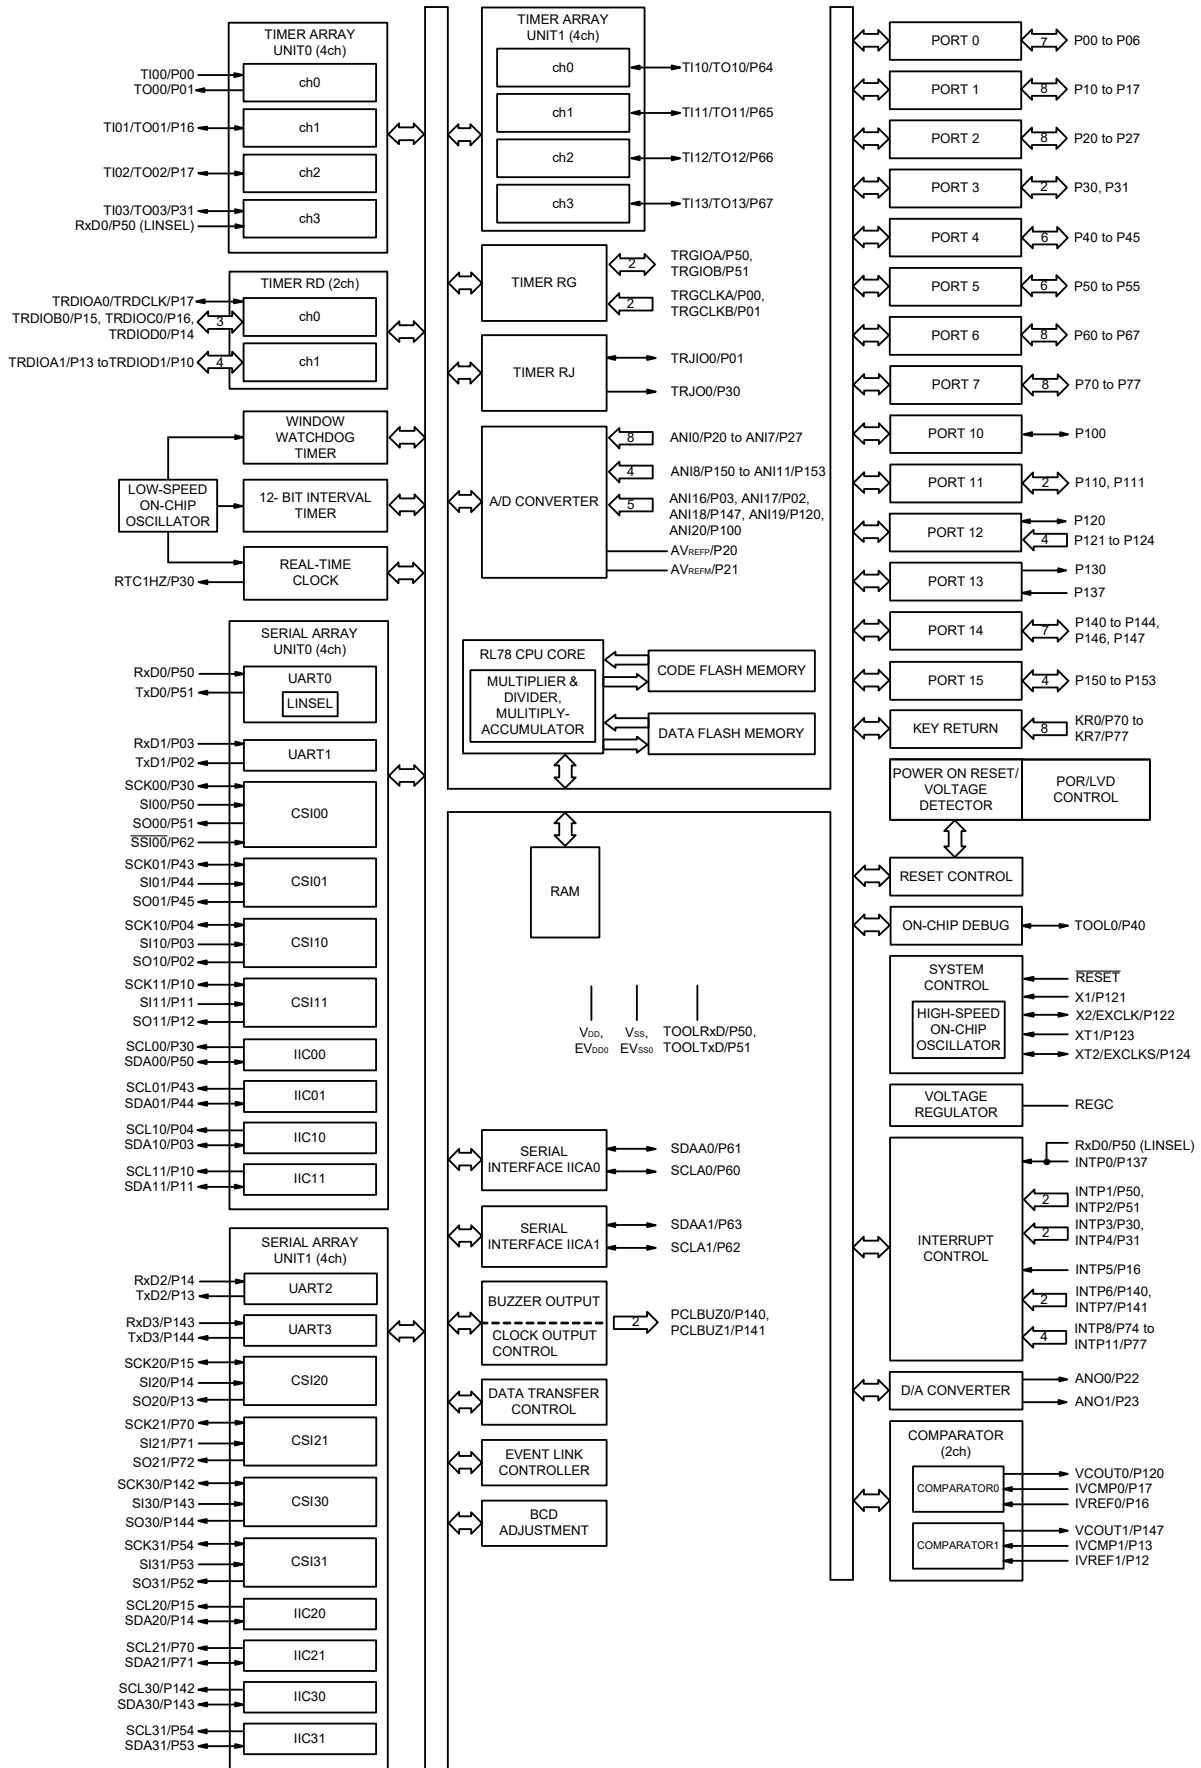 TIMER ARRAY
UNIT0 (4ch)
TI00/P00
TO00/P01
ch0
TI01/TO01/P16
ch1
TI02/TO02/P17
ch2
TI03/TO03/P31
RxD0/P50 (LINSEL)
ch3
TIMER RD (2ch)
TRDIOA0/TRDCLK/P17
TRDIOB0/P15, TRDIOC0/P16,
TRDIOD0/P14
3
ch0
TRDIOA1/P13 toTRDIOD1/P10
4
ch1
WINDOW
WATCHDOG
TIMER
LOW-SPEED
ON-CHIP
OSCILLATOR
12- BIT INTERVAL
TIMER
RTC1HZ/P30
REAL-TIME
CLOCK
SERIAL ARRAY
UNIT0 (4ch)
RxD0/P50
TxD0/P51
UART0
LINSEL
RxD1/P03
TxD1/P02
UART1
SCK00/P30
SI00/P50
SO00/P51
SSI00/P62
CSI00
SCK01/P43
SI01/P44
SO01/P45
CSI01
SCK10/P04
SI10/P03
SO10/P02
CSI10
SCK11/P10
SI11/P11
SO11/P12
CSI11
SCL00/P30
SDA00/P50
IIC00
SCL01/P43
SDA01/P44
IIC01
SCL10/P04
SDA10/P03
IIC10
SCL11/P10
SDA11/P11
IIC11
SERIAL ARRAY
UNIT1 (4ch)
RxD2/P14
TxD2/P13
UART2
RxD3/P143
TxD3/P144
UART3
SCK20/P15
SI20/P14
SO20/P13
CSI20
SCK21/P70
SI21/P71
SO21/P72
CSI21
SCK30/P142
SI30/P143
SO30/P144
CSI30
SCK31/P54
SI31/P53
SO31/P52
CSI31
SCL20/P15
SDA20/P14
IIC20
SCL21/P70
SDA21/P71
IIC21
SCL30/P142
SDA30/P143
IIC30
SCL31/P54
SDA31/P53
IIC31
TIMER ARRAY
UNIT1 (4ch)
ch0
TI10/TO10/P64
ch1
TI11/TO11/P65
ch2
TI12/TO12/P66
ch3
TI13/TO13/P67
TIMER RG
2
TRGIOA/P50,
TRGIOB/P51
2
TRGCLKA/P00,
TRGCLKB/P01
TIMER RJ
TRJIO0/P01
TRJO0/P30
A/D CONVERTER
8
ANI0/P20 to ANI7/P27
4
ANI8/P150 to ANI11/P153
5
ANI16/P03, ANI17/P02,
ANI18/P147, ANI19/P120,
ANI20/P100
AVREFP/P20
AVREFM/P21
RL78 CPU CORE
MULTIPLIER &
DIVIDER,
MULITIPLY-
ACCUMULATOR
CODE FLASH MEMORY
DATA FLASH MEMORY
RAM
VDD,
EVDD0
VSS,
EVSS0
TOOLRxD/P50,
TOOLTxD/P51
SERIAL
INTERFACE IICA0
SDAA0/P61
SCLA0/P60
SERIAL
INTERFACE IICA1
SDAA1/P63
SCLA1/P62
BUZZER OUTPUT
CLOCK OUTPUT
CONTROL
2
PCLBUZ0/P140,
PCLBUZ1/P141
DATA TRANSFER
CONTROL
EVENT LINK
CONTROLLER
BCD
ADJUSTMENT
PORT 0
7
P00 to P06
PORT 1
8
P10 to P17
PORT 2
8
P20 to P27
PORT 3
2
P30, P31
PORT 4
6
P40 to P45
PORT 5
6
P50 to P55
PORT 6
8
P60 to P67
PORT 7
8
P70 to P77
PORT 10
P100
PORT 11
2
P110, P111
PORT 12
P120
4
P121 to P124
PORT 13
P130
P137
PORT 14
7
P140 to P144,
P146, P147
PORT 15
4
P150 to P153
KEY RETURN
8
KR0/P70 to
KR7/P77
POWER ON RESET/
VOLTAGE
DETECTOR
POR/LVD
CONTROL
RESET CONTROL
ON-CHIP DEBUG
TOOL0/P40
SYSTEM
CONTROL
HIGH-SPEED
ON-CHIP
OSCILLATOR
RESET
X1/P121
X2/EXCLK/P122
XT1/P123
XT2/EXCLKS/P124
VOLTAGE
REGULATOR
REGC
INTERRUPT
CONTROL
RxD0/P50 (LINSEL)
INTP0/P137
2
INTP1/P50,
INTP2/P51
2
INTP3/P30,
INTP4/P31
INTP5/P16
2
INTP6/P140,
INTP7/P141
4
INTP8/P74 to
INTP11/P77
D/A CONVERTER
ANO0/P22
ANO1/P23
COMPARATOR
(2ch)
COMPARATOR0
VCOUT0/P120
IVCMP0/P17
IVREF0/P16
COMPARATOR1
VCOUT1/P147
IVCMP1/P13
IVREF1/P12